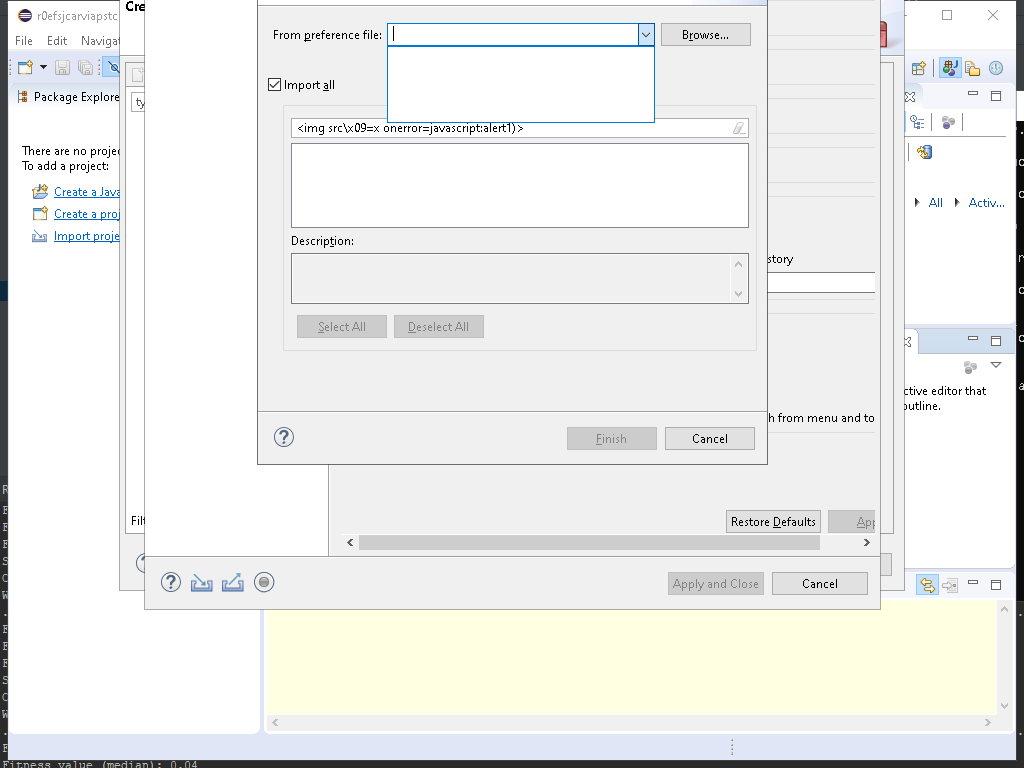 r0efsjcarviapstc
Cre
File Edit Navigat
Package Explore
ty
There are no projec
To add a project:
Create a Java
Create a proj
Import proje
From preference file:
Browse...
Import all
<img src\x09=x onerror=javascript:alert1)>
Description:
Select All
Deselect All
Finish
Cancel
All
Activ...
story
ctive editor that
outline.
h from menu and to
Filt
Restore Defaults
App
Apply and Close
Cancel
Fitness value (median): 0.04